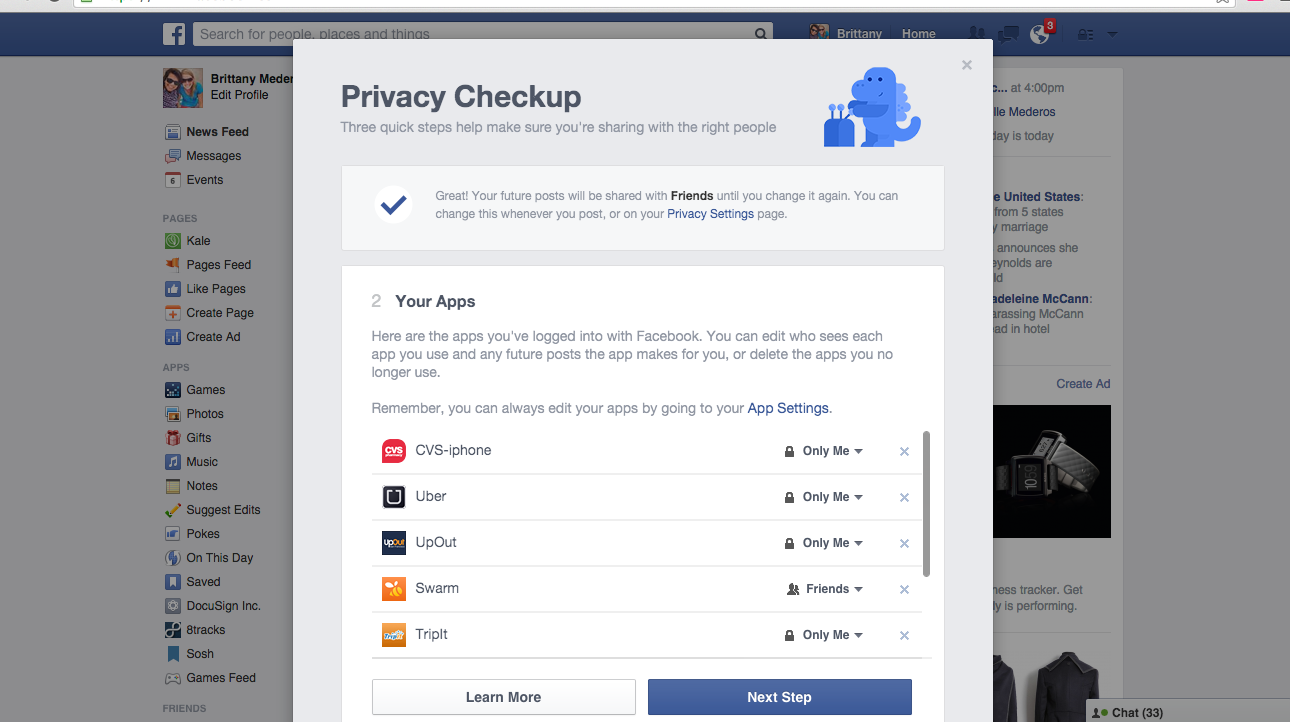 Search for people, places and things
Brittany
Home
3
Brittany Meder
Edit Profile
News Feed
Messages
6
Events
PAGES
Kale
Pages Feed
Like Pages
Create Page
Create Ad
APPS
Games
Photos
Gifts
Music
Notes
Suggest Edits
Pokes
On This Day
Saved
DocuSign Inc.
8tracks
Sosh
Games Feed
FRIENDS
Privacy Checkup
Three quick steps help make sure you're sharing with the right people
Great! Your future posts will be shared with Friends until you change it again. You can
change this whenever you post, or on your Privacy Settings page.
2 Your Apps
Here are the apps you've logged into with Facebook. You can edit who sees each
app you use and any future posts the app makes for you, or delete the apps you no
longer use.
Remember, you can always edit your apps by going to your App Settings.
CVS
CVS-iphone
Only Me
Uber
Only Me
UpOut
UpOut
Only Me
Swarm
Friends
TripIt
TripIt
Only Me
Learn More
Next Step
c... at 4:00pm
lle Mederos
day is today
e United States:
from 5 states
y marriage
announces she
eynolds are
ld
adeleine McCann:
arassing McCann
ad in hotel
Create Ad
10:59
ness tracker. Get
ly is performing.
Chat (33)